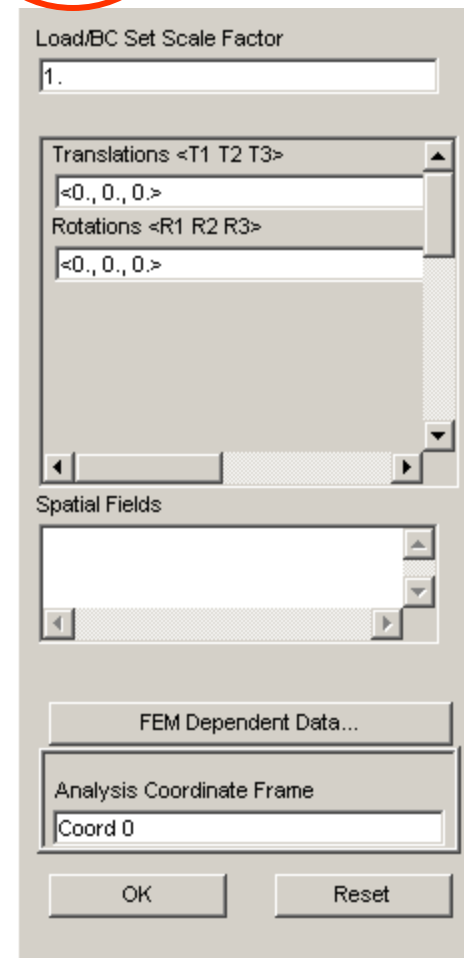 Load/BC Set Scale Factor
1.
Translations <T1 T2 T3>
<0., 0., 0.>
Rotations <R1 R2 R3>
<0., 0., 0.>
Spatial Fields
FEM Dependent Data...
Analysis Coordinate Frame
Coord 0
OK Reset